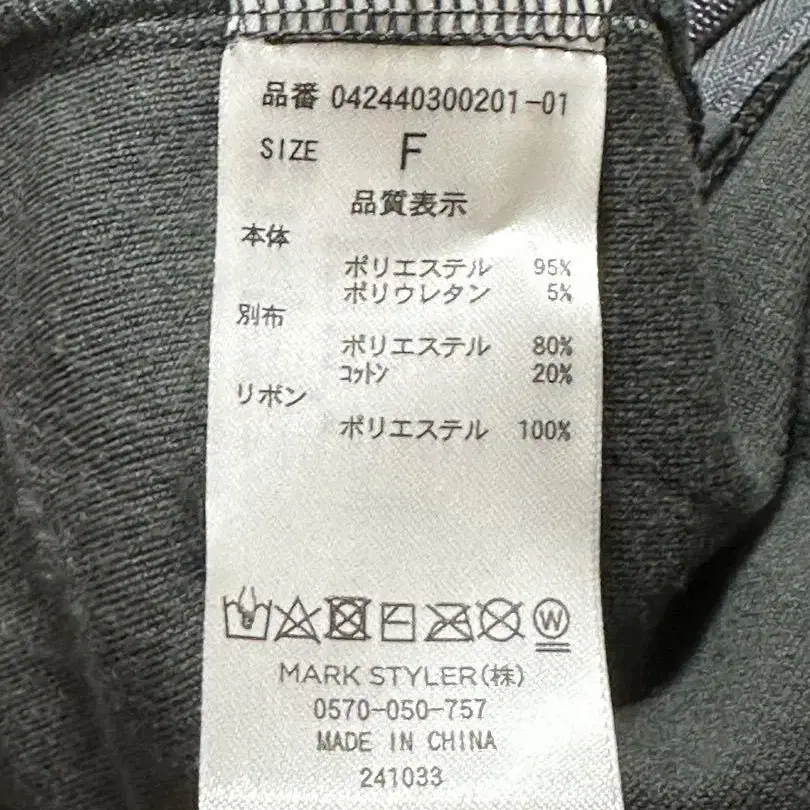 品番 042440300201-01
SIZE F
品質表示
本体
ポリエステル 95%
ポリウレタン 5%
別布
ポリエステル 80%
コットン 20%
リボン
ポリエステル 100%
W
MARK STYLER(株)
0570-050-757
MADE IN CHINA
241033